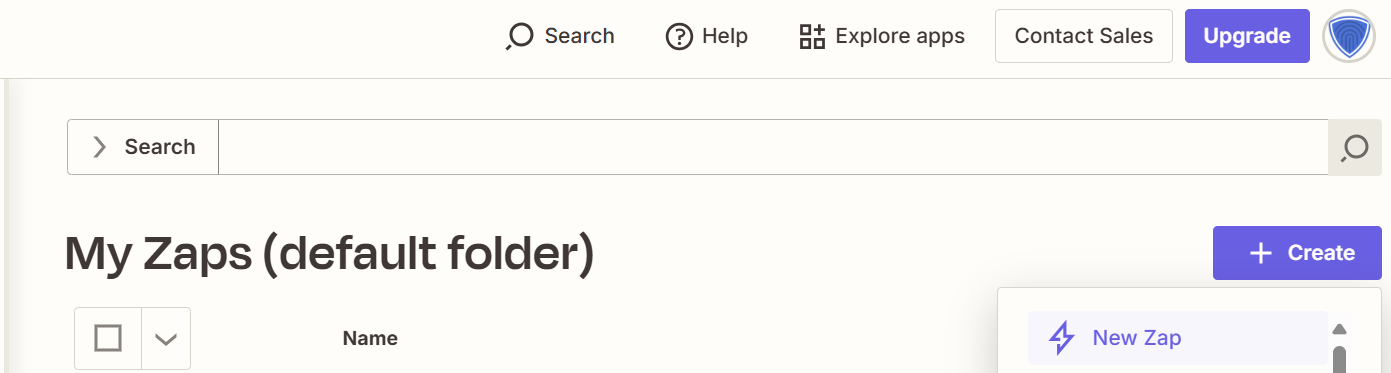 Search Help Explore apps Contact Sales Upgrade
Search
My Zaps (default folder)
Create
Name
New Zap